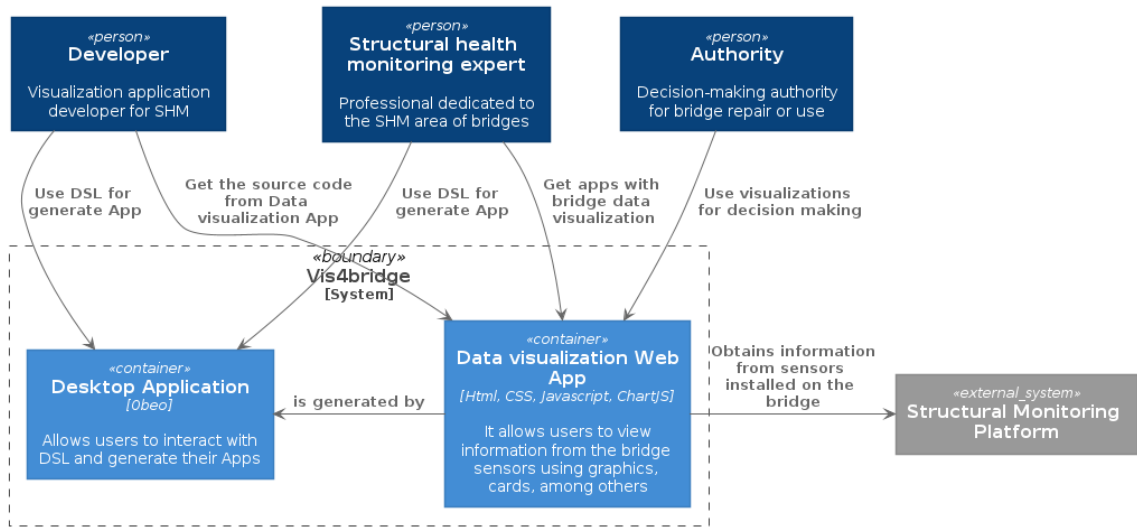 «person»
Developer
Visualization application
developer for SHM
«person»
Structural health
monitoring expert
Professional dedicated to
the SHM area of bridges
«person»
Authority
Decision-making authority
for bridge repair or use
Use DSL for
generate App
Get the source code
from Data
visualization App
Use DSL for
generate App
Get apps with
bridge data
visualization
Use visualizations
for decision making
«boundary»
Vis4bridge
[System]
«container»
Desktop Application
[Obeo]
Allows users to interact with
DSL and generate their Apps
is generated by
«container»
Data visualization Web
App
[Html, CSS, Javascript, ChartJS]
It allows users to view
information from the bridge
sensors using graphics,
cards, among others
Obtains information
from sensors
installed on the
bridge
«external_system»
Structural Monitoring
Platform